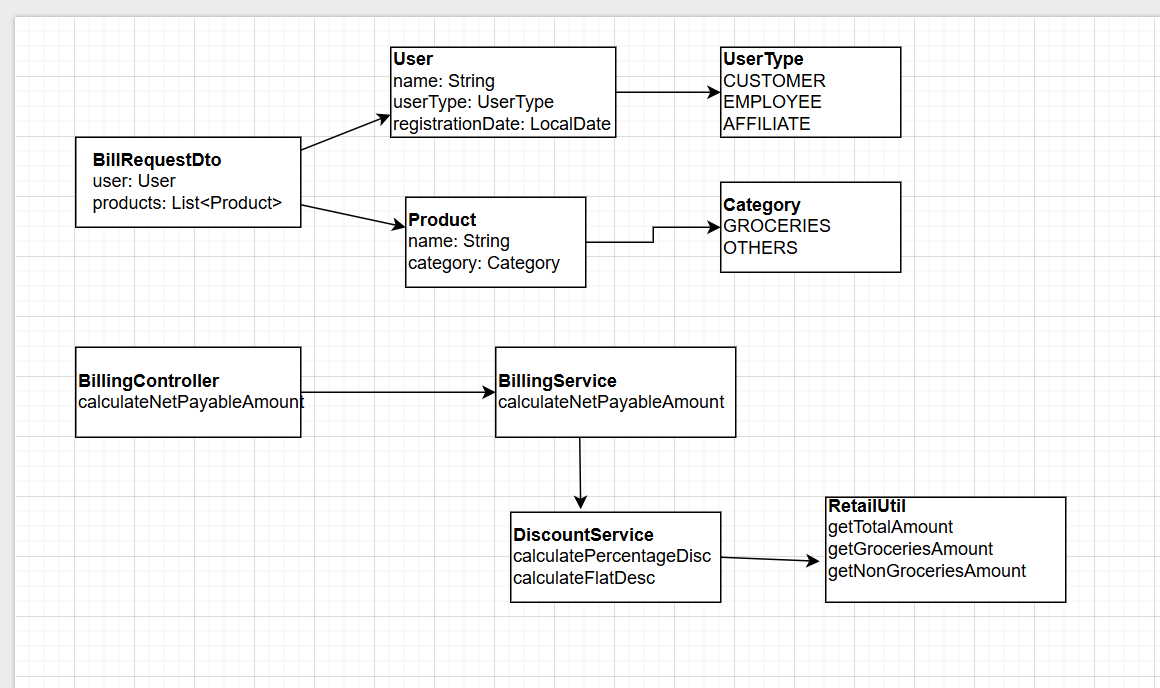 User
name: String
userType: UserType
registrationDate: LocalDate
UserType
CUSTOMER
EMPLOYEE
AFFILIATE
BillRequestDto
user: User
products: List<Product>
Product
name: String
category: Category
Category
GROCERIES
OTHERS
BillingController
calculateNetPayableAmount
BillingService
calculateNetPayableAmount
DiscountService
calculatePercentageDisc
calculateFlatDesc
RetailUtil
getTotalAmount
getGroceriesAmount
getNonGroceriesAmount